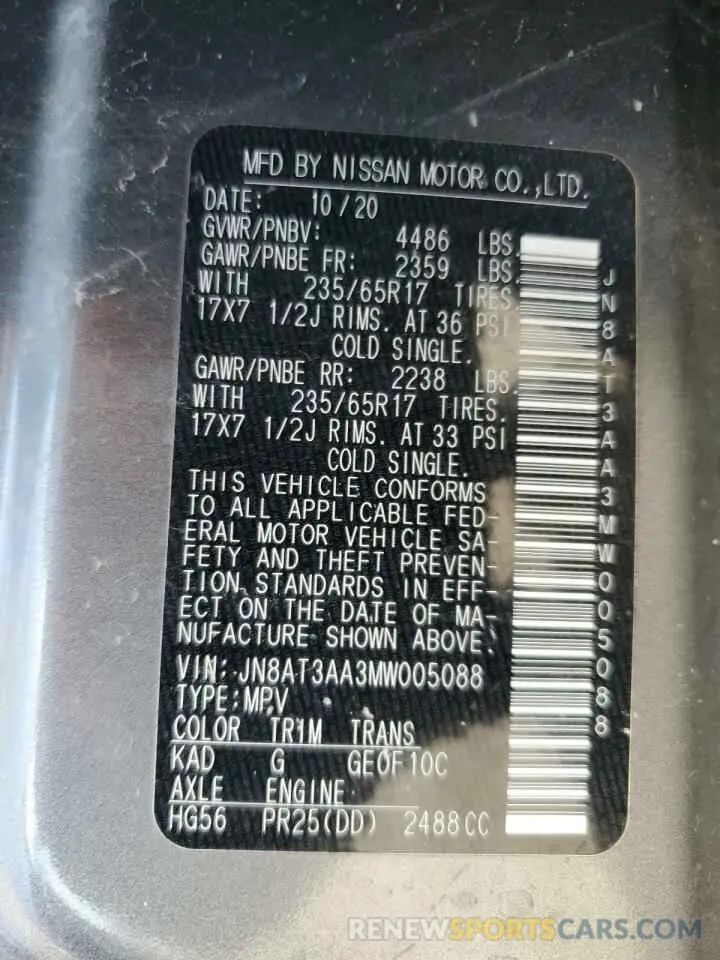 MFD BY NISSAN MOTOR CO.,LTD.
DATE: 10/20
GVWR/PNBV: 4486 LBS.
GAWR/PNBE FR: 2359 LBS.
WITH 235/65R17 TIRES.
17X7 1/2J RIMS. AT 36 PSI
COLD SINGLE.
GAWR/PNBE RR: 2238 LBS.
WITH 235/65R17 TIRES.
17X7 1/2J RIMS. AT 33 PSI
COLD SINGLE.
THIS VEHICLE CONFORMS
TO ALL APPLICABLE FED-
ERAL MOTOR VEHICLE SA-
FETY AND THEFT PREVEN-
TION STANDARDS IN EFF-
ECT ON THE DATE OF MA-
NUFACTURE SHOWN ABOVE.
VIN: JN8AT3AA3MW005088
TYPE:MPV
COLOR TRIM TRANS
KAD G GEOF10C
AXLE ENGINE
HG56 PR25(DD) 2488CC
JN8AT3AA3MW005088
RENEWSPORTSCARS.COM